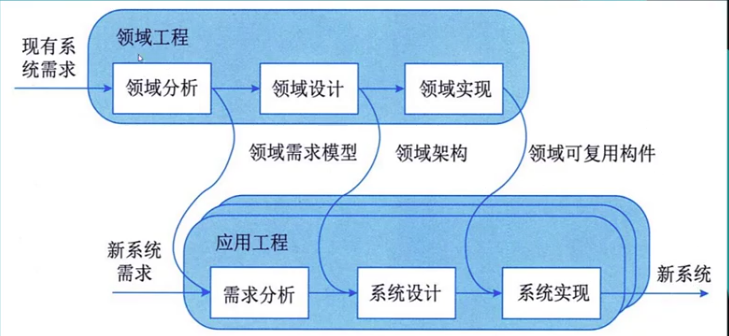 领域工程
现有系
统需求
领域分析
领域设计
领域实现
领域需求模型
领域架构
领域可复用构件
应用工程
新系统
需求
需求分析
系统设计
系统实现
新系统